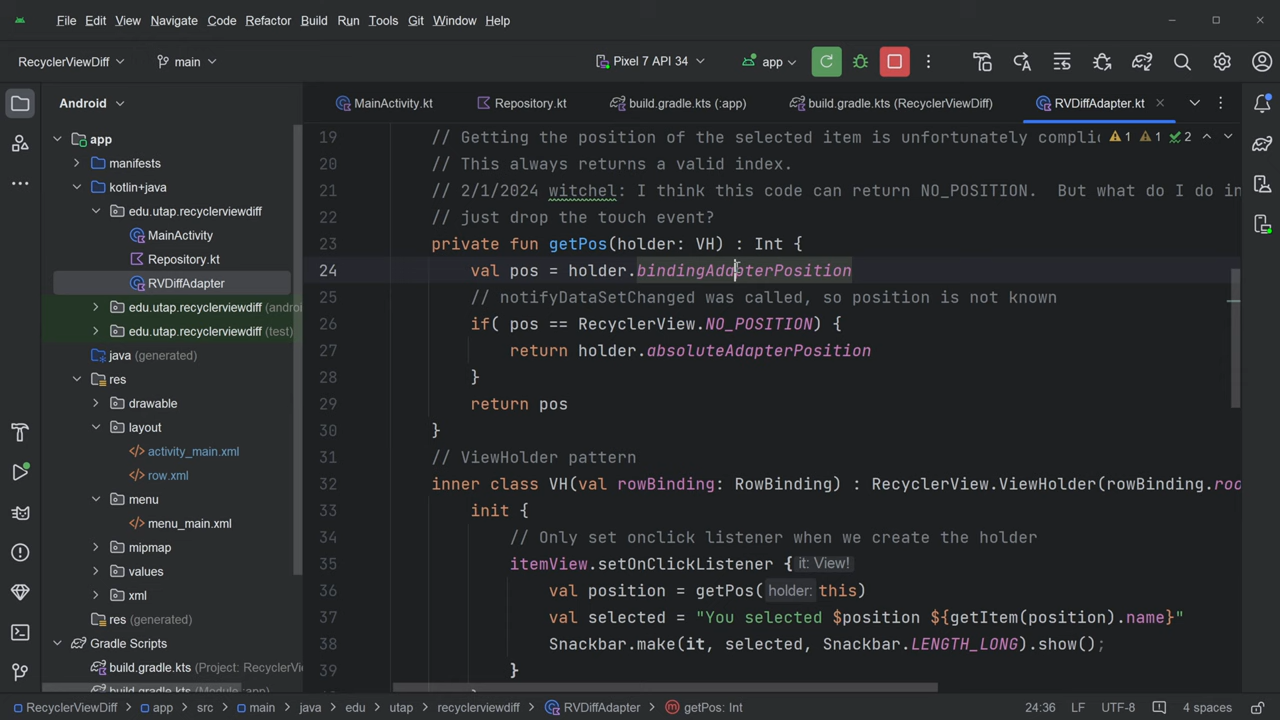 File Edit View Navigate Code Refactor Build Run Tools Git Window Help
RecyclerViewDiff main Pixel 7 API 34 app
Android MainActivity.kt Repository.kt build.gradle.kts (:app) build.gradle.kts (RecyclerViewDiff) RVDiffAdapter.kt
app
manifests
kotlin+java
edu.utap.recyclerviewdiff
MainActivity
Repository.kt
RVDiffAdapter
edu.utap.recyclerviewdiff (andro
edu.utap.recyclerviewdiff (test)
java (generated)
res
drawable
layout
activity_main.xml
row.xml
menu
menu_main.xml
mipmap
values
xml
res (generated)
Gradle Scripts
build.gradle.kts (Project: RecyclerVi
build.gradle.kts (Module :app)
1 1 2
19 // Getting the position of the selected item is unfortunately complic
20 // This always returns a valid index.
21 // 2/1/2024 witchel: I think this code can return NO_POSITION. But what do I do in
22 // just drop the touch event?
23 private fun getPos(holder: VH) : Int {
24 val pos = holder.bindingAdapterPosition
25 // notifyDataSetChanged was called, so position is not known
26 if( pos == RecyclerView.NO_POSITION) {
27 return holder.absoluteAdapterPosition
28 }
29 return pos
30 }
31 // ViewHolder pattern
32 inner class VH(val rowBinding: RowBinding) : RecyclerView.ViewHolder(rowBinding.roo
33 init {
34 // Only set onclick listener when we create the holder
35 itemView.setOnClickListener { it: View!
36 val position = getPos( holder: this)
37 val selected = "You selected $position ${getItem(position).name}"
38 Snackbar.make(it, selected, Snackbar.LENGTH_LONG).show();
39 }
RecyclerViewDiff app src main java edu utap recyclerviewdiff RVDiffAdapter getPos: Int 24:36 LF UTF-8 4 spaces